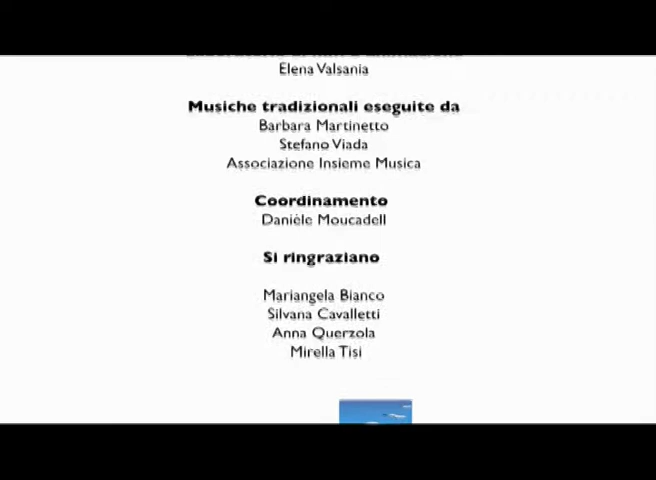 Elena Valsania
Musiche tradizionali eseguite da
Barbara Martinetto
Stefano Viada
Associazione Insieme Musica
Coordinamento
Danièle Moucadell
Si ringraziano
Mariangela Bianco
Silvana Cavalletti
Anna Querzola
Mirella Tisi